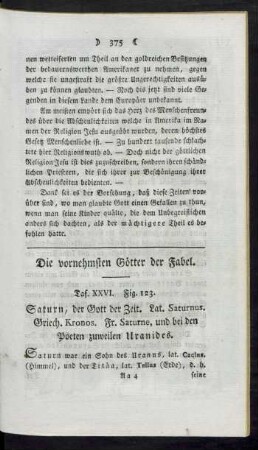 ) 375 (
nen wetteiferten um Theil an den goldreichen Besitzungen
der bedauernswerthen Amerikaner zu nehmen, gegen
welche sie ungestraft die größte Ungerechtigkeiten ausü-
ben zu können glaubten. — Noch bis jetzt sind viele Ge-
genden in diesem Lande dem Europäer unbekannt.
Am meisten empört sich das Herz des Menschenfreun-
des über die Abscheulichkeiten welche in Amerika im Na-
men der Religion Jesu ausgeübt wurden, deren höchstes
Gesetz Menschenliebe ist. — Zu hundert tausende schlach-
tete hier Religionswuth ab. — Doch nicht der göttlichen
Religion Jesu ist dies zuzuschreiben, sondern ihren schänd-
lichen Priestern, die sich zur Beschönigung ihrer
Abscheulichkeiten bedienten. —
Dank sei es der Vorsehung, daß diese Zeiten vor-
über sind, wo man glaubte Gott einen Gefallen zu thun,
wenn man seine Kinder quälte, die dem Unbegreislichen
anders sich dachten, als der mächtigere Theil es be-
fohlen hatte.
Die vornehmsten Götter der Fabel.
Taf. XXVI. Fig. 123.
Saturn, der Gott der Zeit. Lat. Saturnus.
Griech. Kronos. Fr. Saturne, und bei den
Poeten zuweilen Uranides.
Saturn war ein Sohn des Uranus, lat. Coelus
(Himmel), und der Titäa, lat. Tellus (Erde), d. h.
Aa 4 seine